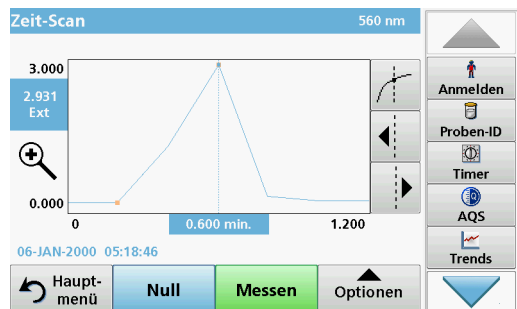 Zeit-Scan 560 nm
3.000
2.931
Ext
0.000
0 0.600 min. 1.200
06-JAN-2000 05:18:46
Haupt-
menü
Null
Messen
Optionen
Anmelden
Proben-ID
Timer
AQS
Trends